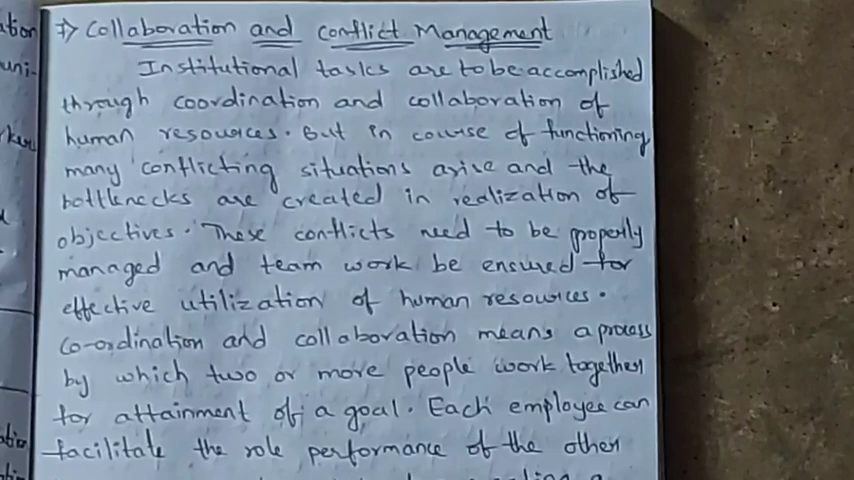 ⇒ Collaboration and Conflict Management
Institutional tasks are to be accomplished
through coordination and collaboration of
human resources. But in course of functioning
many conflicting situations arise and the
bottlenecks are created in realization of
objectives. These conflicts need to be properly
managed and team work be ensured for
effective utilization of human resources.
Co-ordination and collaboration means a process
by which two or more people work together
for attainment of a goal. Each employee can
facilitate the role performance of the other